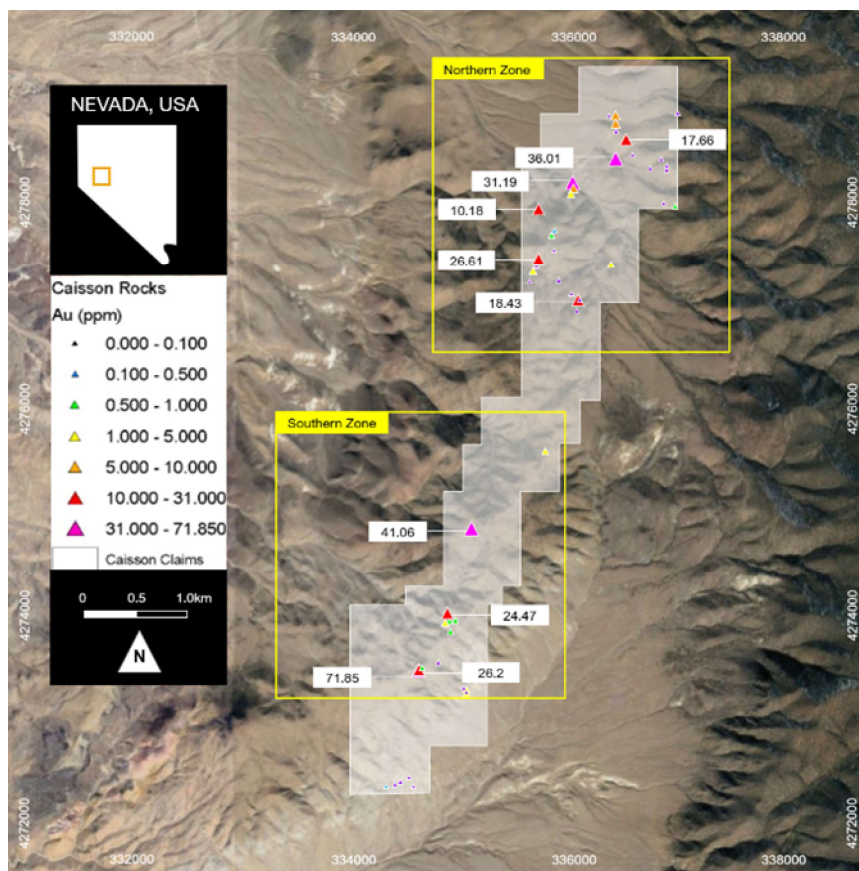 332000
334000
336000
338000
Northern Zone
NEVADA, USA
17.66
36.01
31.19
4278000
4278000
10.18
26.61
Caisson Rocks
Au (ppm)
18.43
0.000 - 0.100
0.100 - 0.500
0.500 - 1.000
4276000
4276000
Southern Zone
1.000 - 5.000
5.000 - 10.000
10.000 - 31.000
31.000 - 71.850
41.06
Caisson Claims
0 0.5 1.0km
4274000
4274000
24.47
N
71.85
26.2
4272000
4272000
332000
334000
336000
338000